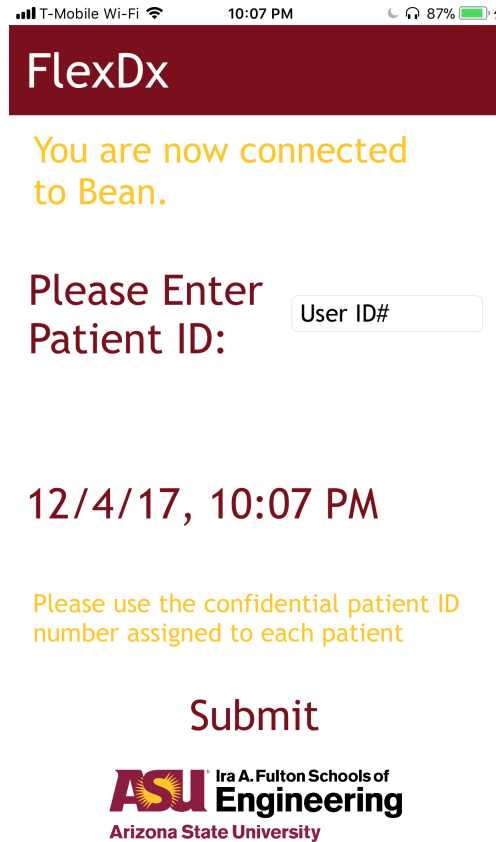 T-Mobile Wi-Fi 10:07 PM 87%
FlexDx
You are now connected
to Bean.
Please Enter
Patient ID:
User ID#
12/4/17, 10:07 PM
Please use the confidential patient ID
number assigned to each patient
Submit
ASU Ira A. Fulton Schools of
Engineering
Arizona State University